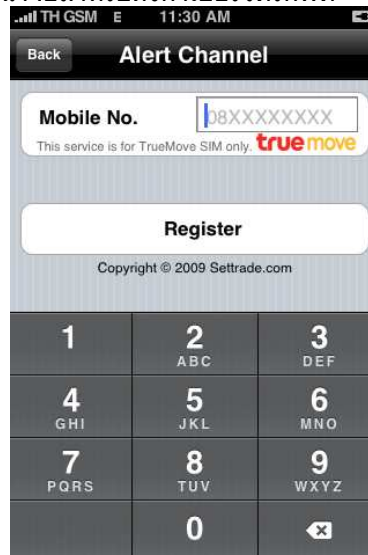 TH GSM E 11:30 AM
Back Alert Channel
Mobile No. 08XXXXXXXX
This service is for TrueMove SIM only. truemove
Register
Copyright © 2009 Settrade.com
1 2 3
ABC DEF
4 5 6
GHI JKL MNO
7 8 9
PQRS TUV WXYZ
0